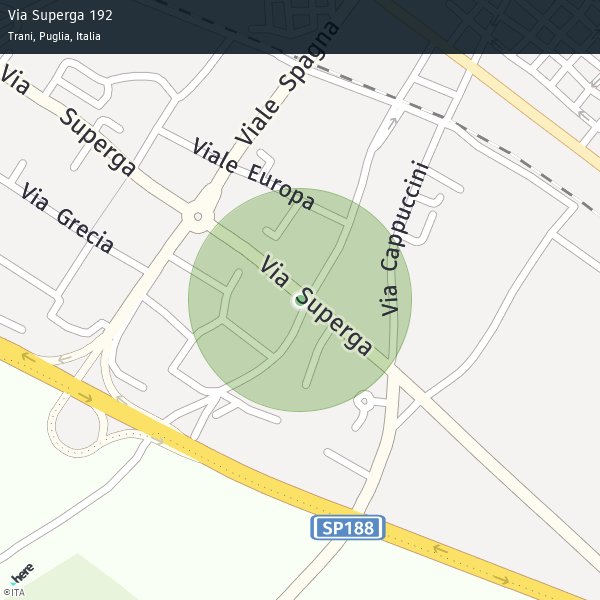 Via Superga 192
Trani, Puglia, Italia
Viale Spagna
Via Superga
Viale Europa
Via Cappuccini
Via Grecia
Via Superga
SP188
here
©ITA